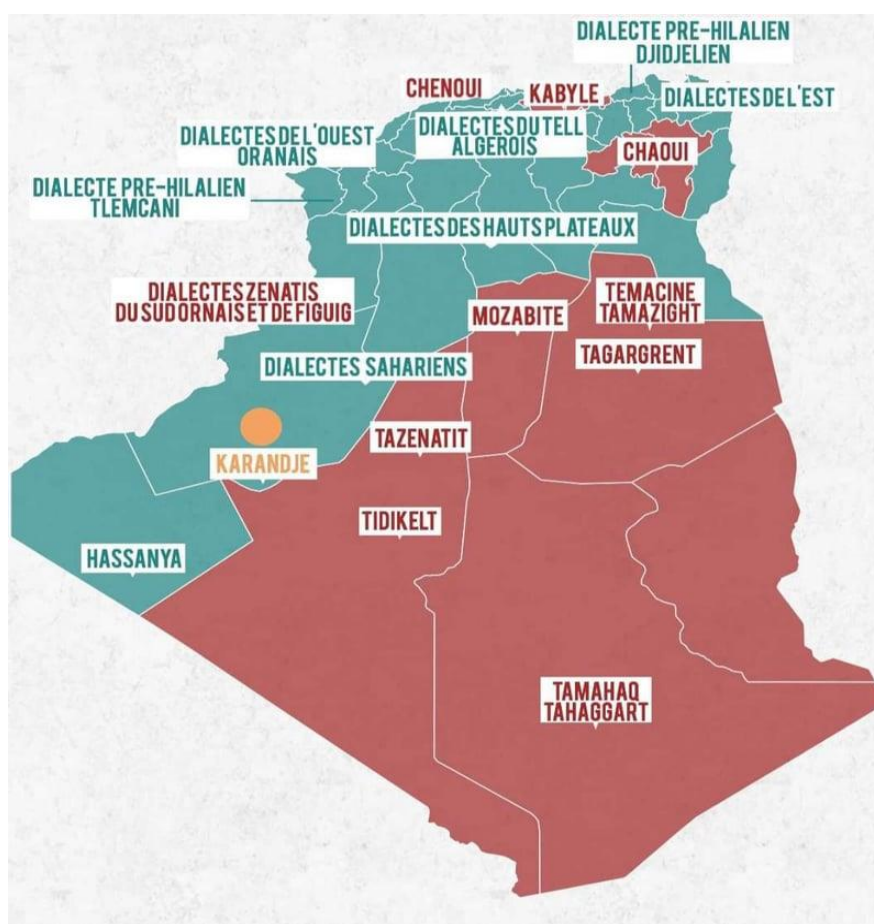 DIALECTE PRE-HILALIEN
DJIDJELIEN
CHENOUI
KABYLE
DIALECTES DE L'EST
DIALECTES DE L'OUEST
ORANAIS
DIALECTES DU TELL
ALGEROIS
CHAOUI
DIALECTE PRE-HILALIEN
TLEMCANI
DIALECTES DES HAUTS PLATEAUX
DIALECTES ZENATIS
DU SUD ORNAIS ET DE FIGUIG
MOZABITE
TEMACINE
TAMAZIGHT
TAGARGRENT
DIALECTES SAHARIENS
TAZENATIT
KARANDJE
TIDIKELT
HASSANYA
TAMAHAQ
TAHAGGART